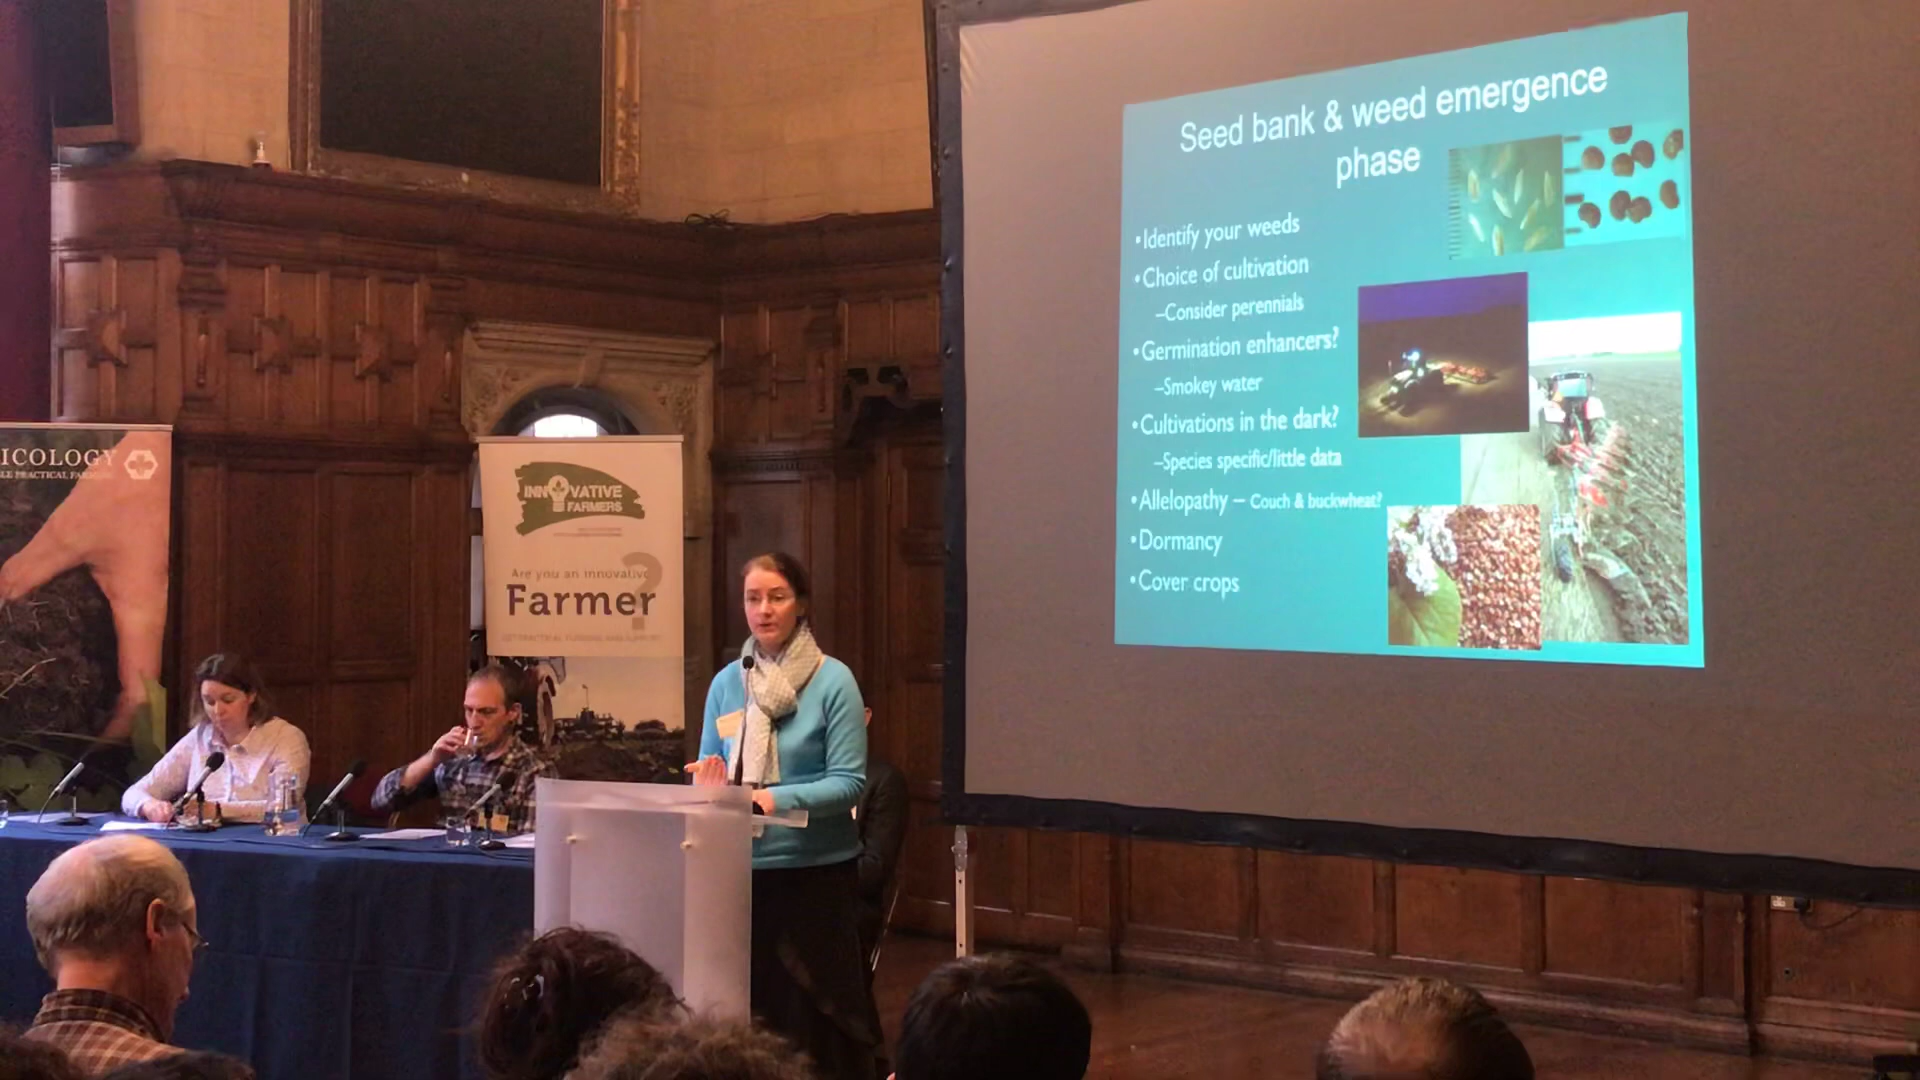 Seed bank & weed emergence
phase
•Identify your weeds
•Choice of cultivation
–Consider perennials
•Germination enhancers?
–Smokey water
•Cultivations in the dark?
–Species specific/little data
•Allelopathy – Couch & buckwheat?
•Dormancy
•Cover crops
ICOLOGY
INNOVATIVE
FARMERS
Are you an innovative
Farmer?